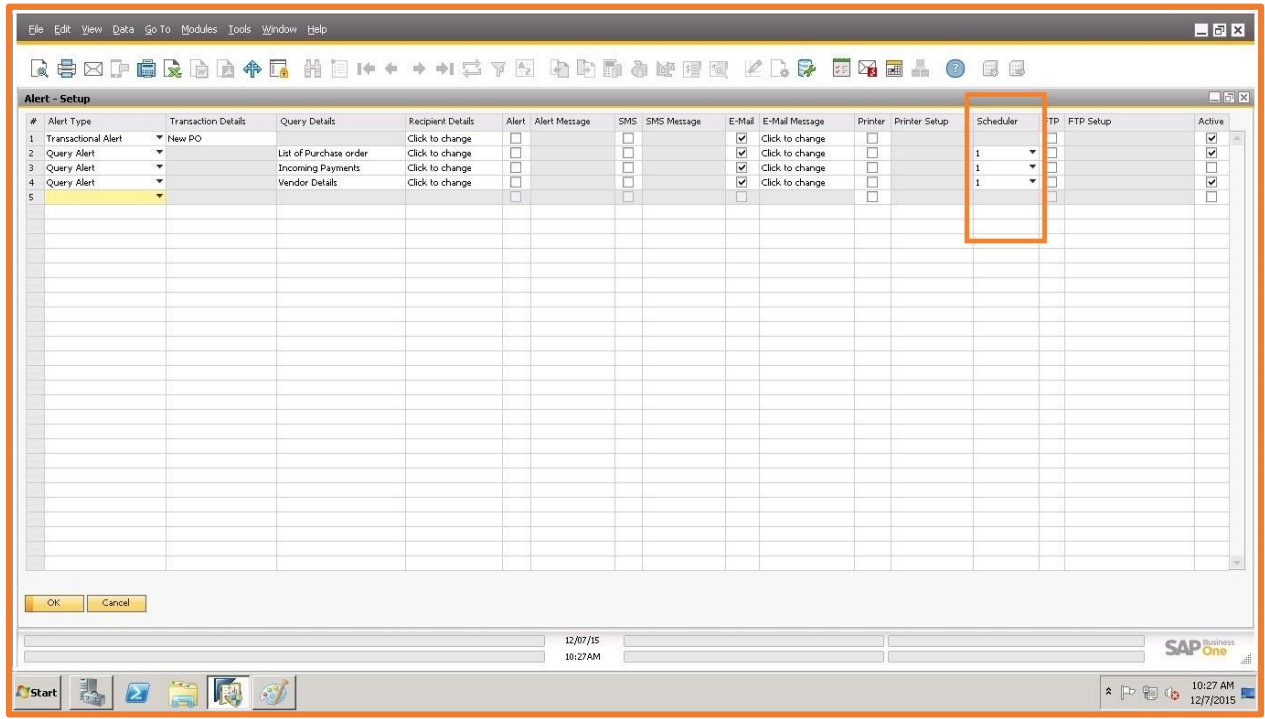 File Edit View Data Go To Modules Tools Window Help
Alert - Setup
# Alert Type Transaction Details Query Details Recipient Details Alert Alert Message SMS SMS Message E-Mail E-Mail Message Printer Printer Setup Scheduler FTP FTP Setup Active
1 Transactional Alert New PO Click to change Click to change
2 Query Alert List of Purchase order Click to change Click to change 1
3 Query Alert Incoming Payments Click to change Click to change 1
4 Query Alert Vendor Details Click to change Click to change 1
5
OK Cancel
12/07/15
10:27AM
SAP Business One
Start
10:27 AM
12/7/2015